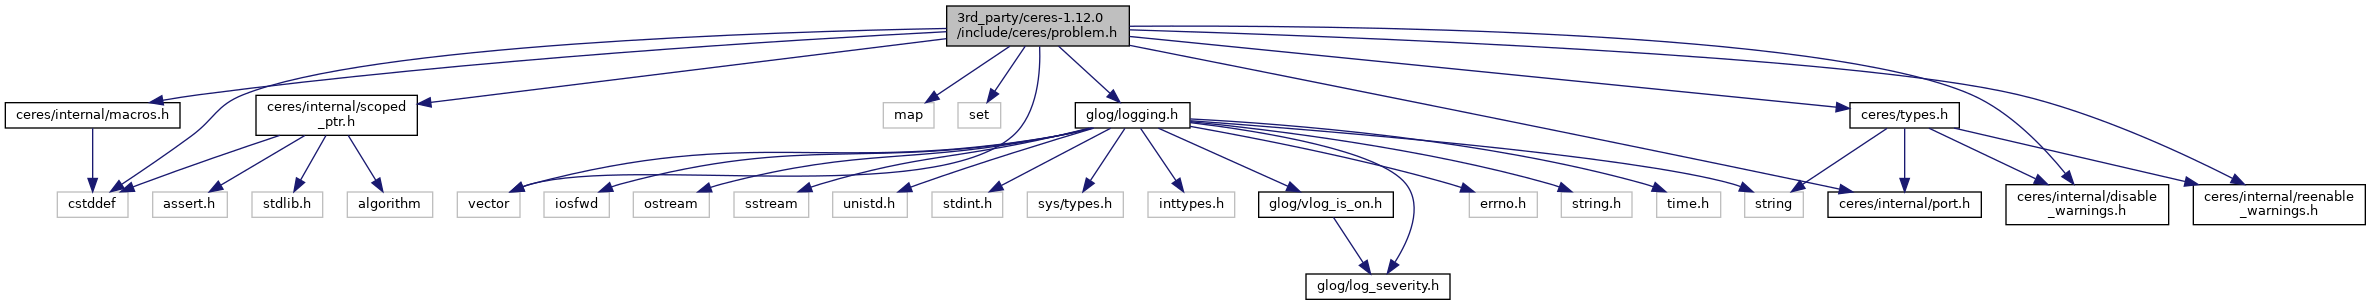 3rd_party/ceres-1.12.0
/include/ceres/problem.h
ceres/internal/macros.h
ceres/internal/scoped
_ptr.h
map
set
glog/logging.h
ceres/types.h
cstddef
assert.h
stdlib.h
algorithm
vector
iosfwd
ostream
sstream
unistd.h
stdint.h
sys/types.h
inttypes.h
glog/vlog_is_on.h
errno.h
string.h
time.h
string
ceres/internal/port.h
ceres/internal/disable
_warnings.h
ceres/internal/reenable
_warnings.h
glog/log_severity.h